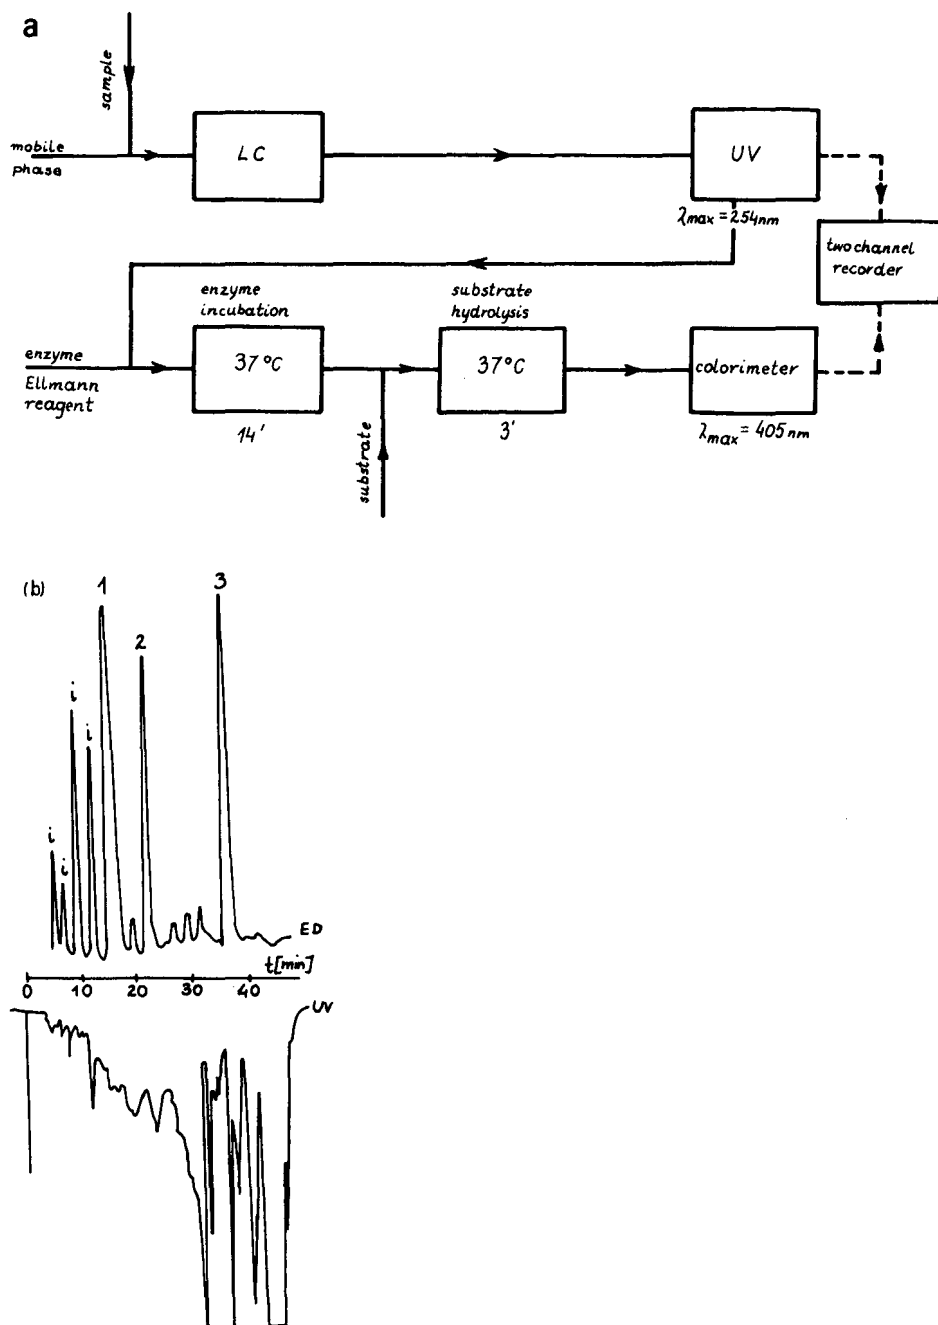 a
sample
mobile
phase
LC
UV
λmax = 254nm
two channel
recorder
enzyme
incubation
substrate
hydrolysis
enzyme
Ellmann
reagent
37°C
37°C
colorimeter
14'
3'
λmax = 405nm
substrate
(b)
1
3
2
i
i
i
i
ED
t[min]
0
10
20
30
40
UV